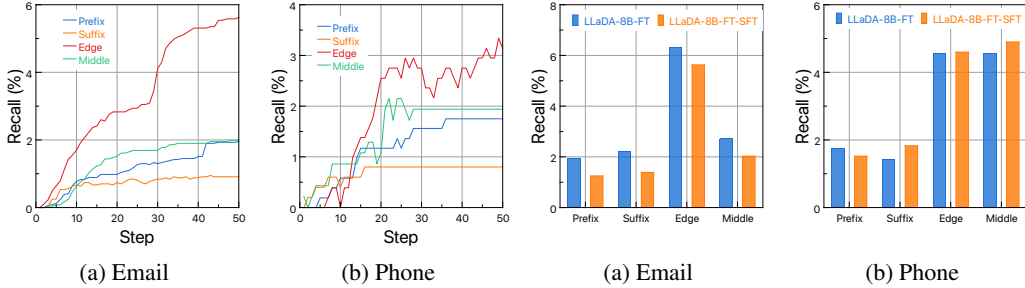 6
4
2
0
Recall (%)
Prefix
Suffix
Edge
Middle
0 10 20 30 40 50
Step
(a) Email
4
3
2
1
0
Recall (%)
Prefix
Suffix
Edge
Middle
0 10 20 30 40 50
Step
(b) Phone
8
6
4
2
0
Recall (%)
LLaDA-8B-FT LLaDA-8B-FT-SFT
Prefix Suffix Edge Middle
(a) Email
6
4
2
0
Recall (%)
LLaDA-8B-FT LLaDA-8B-FT-SFT
Prefix Suffix Edge Middle
(b) Phone